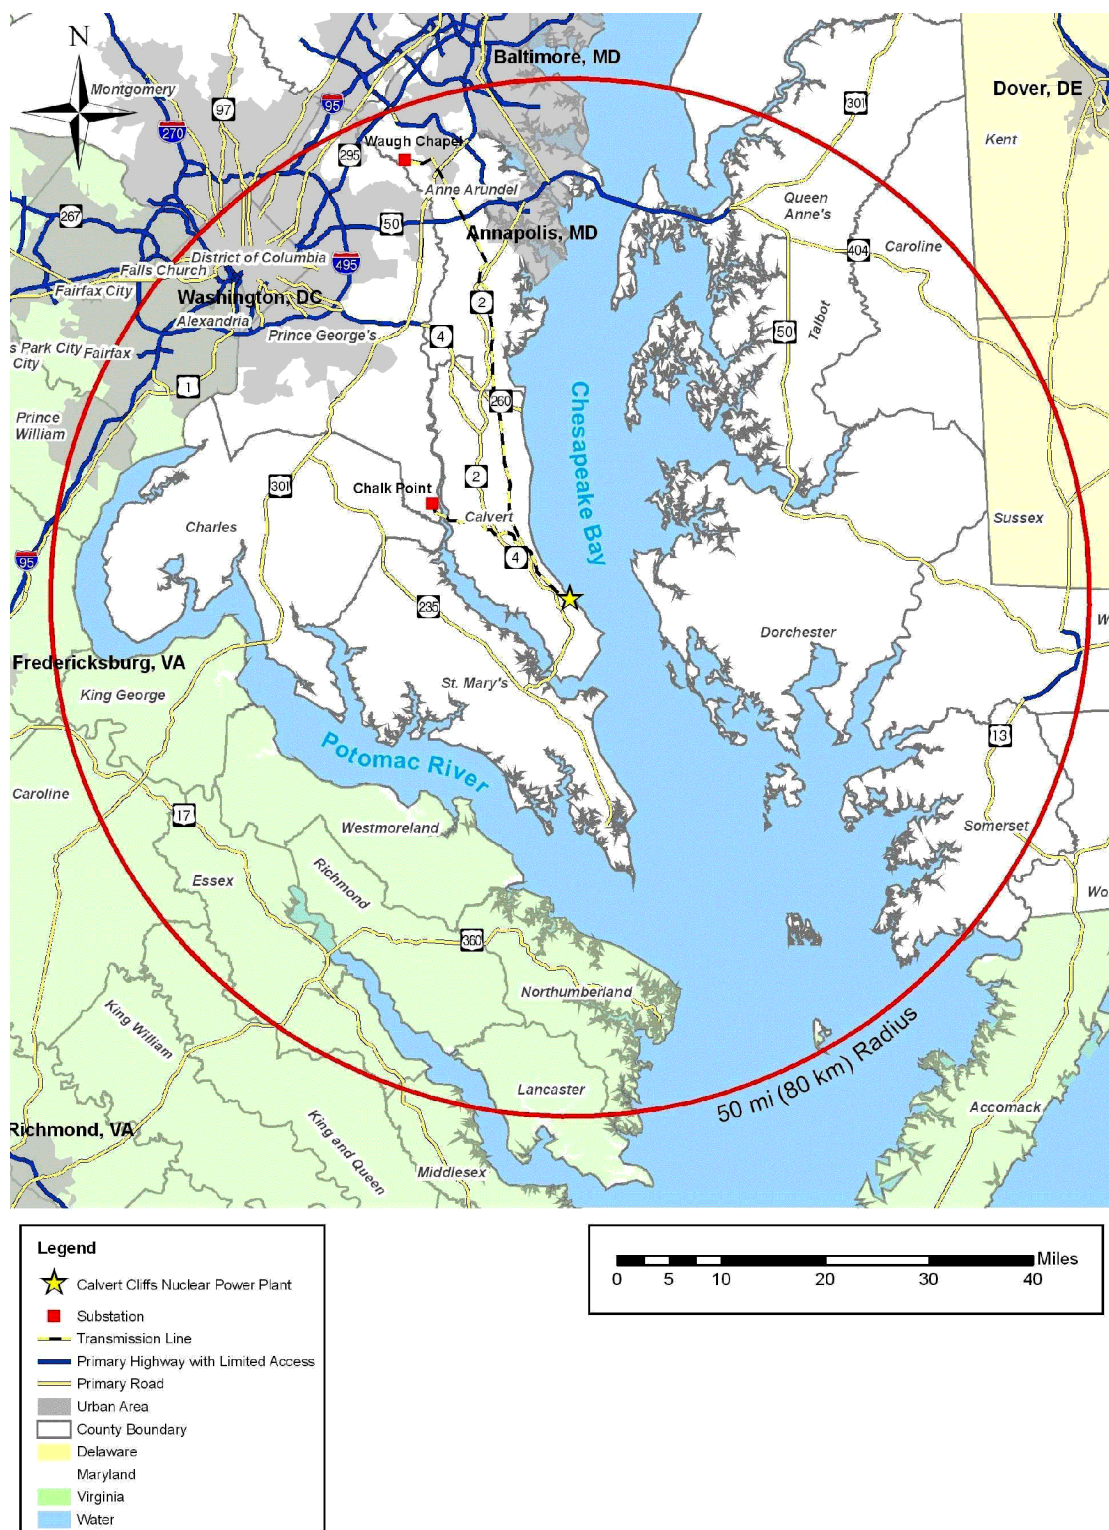 N
Baltimore, MD
Montgomery
97
95
301
Dover, DE
270
Kent
295
Waugh Chapel
Anne Arundel
Queen
Anne's
267
50
Annapolis, MD
404
Caroline
District of Columbia
Falls Church
495
Fairfax City
Washington, DC
2
Alexandria
Prince George's
4
50
Talbot
s Park City
City
Fairfax
1
260
Chesapeake Bay
Prince
William
301
2
Chalk Point
Charles
Calvert
Sussex
95
4
235
W
Dorchester
Fredericksburg, VA
King George
St. Mary's
13
Potomac River
Caroline
17
Westmoreland
Somerset
Essex
Richmond
Wo
360
Northumberland
King William
50 mi (80 km) Radius
Lancaster
Accomack
Richmond, VA
King and Queen
Middlesex
Legend
Calvert Cliffs Nuclear Power Plant
Substation
Transmission Line
Primary Highway with Limited Access
Primary Road
Urban Area
County Boundary
Delaware
Maryland
Virginia
Water
Miles
0 5 10 20 30 40